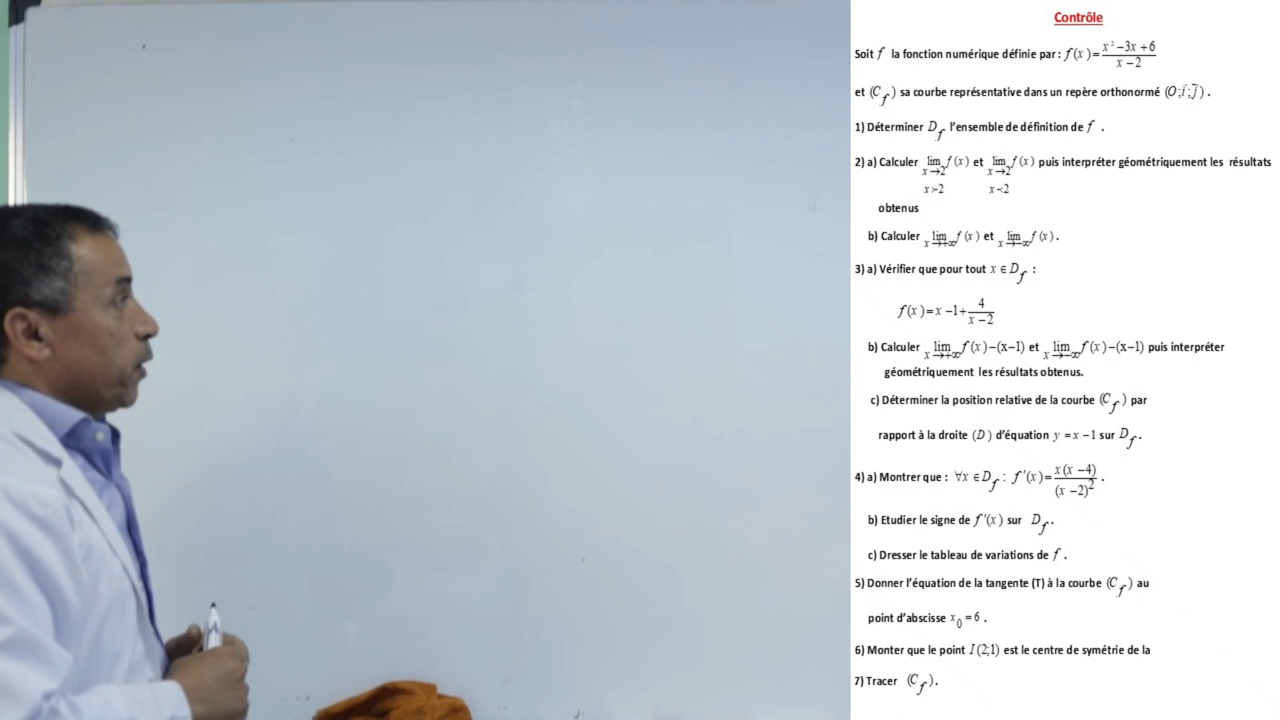 Contrôle
Soit f la fonction numérique définie par : f(x)=\frac{x²−3x+6}{x−2}
et (C_f) sa courbe représentative dans un repère orthonormé (O;i⃗;j⃗).
1) Déterminer D_f l'ensemble de définition de f .
2) a) Calculer lim_{x→2, x≻2} f(x) et lim_{x→2, x≺2} f(x) puis interpréter géométriquement les résultats
obtenus
b) Calculer lim_{x→+∞} f(x) et lim_{x→−∞} f(x).
3) a) Vérifier que pour tout x∈D_f :
f(x)=x−1+\frac{4}{x−2}
b) Calculer lim_{x→+∞} f(x)−(x−1) et lim_{x→−∞} f(x)−(x−1) puis interpréter
géométriquement les résultats obtenus.
c) Déterminer la position relative de la courbe (C_f) par
rapport à la droite (D) d'équation y=x−1 sur D_f.
4) a) Montrer que : ∀x∈D_f : f'(x)=\frac{x(x−4)}{(x−2)²} .
b) Etudier le signe de f'(x) sur D_f.
c) Dresser le tableau de variations de f .
5) Donner l'équation de la tangente (T) à la courbe (C_f) au
point d'abscisse x_0=6 .
6) Monter que le point I(2;1) est le centre de symétrie de la
7) Tracer (C_f).